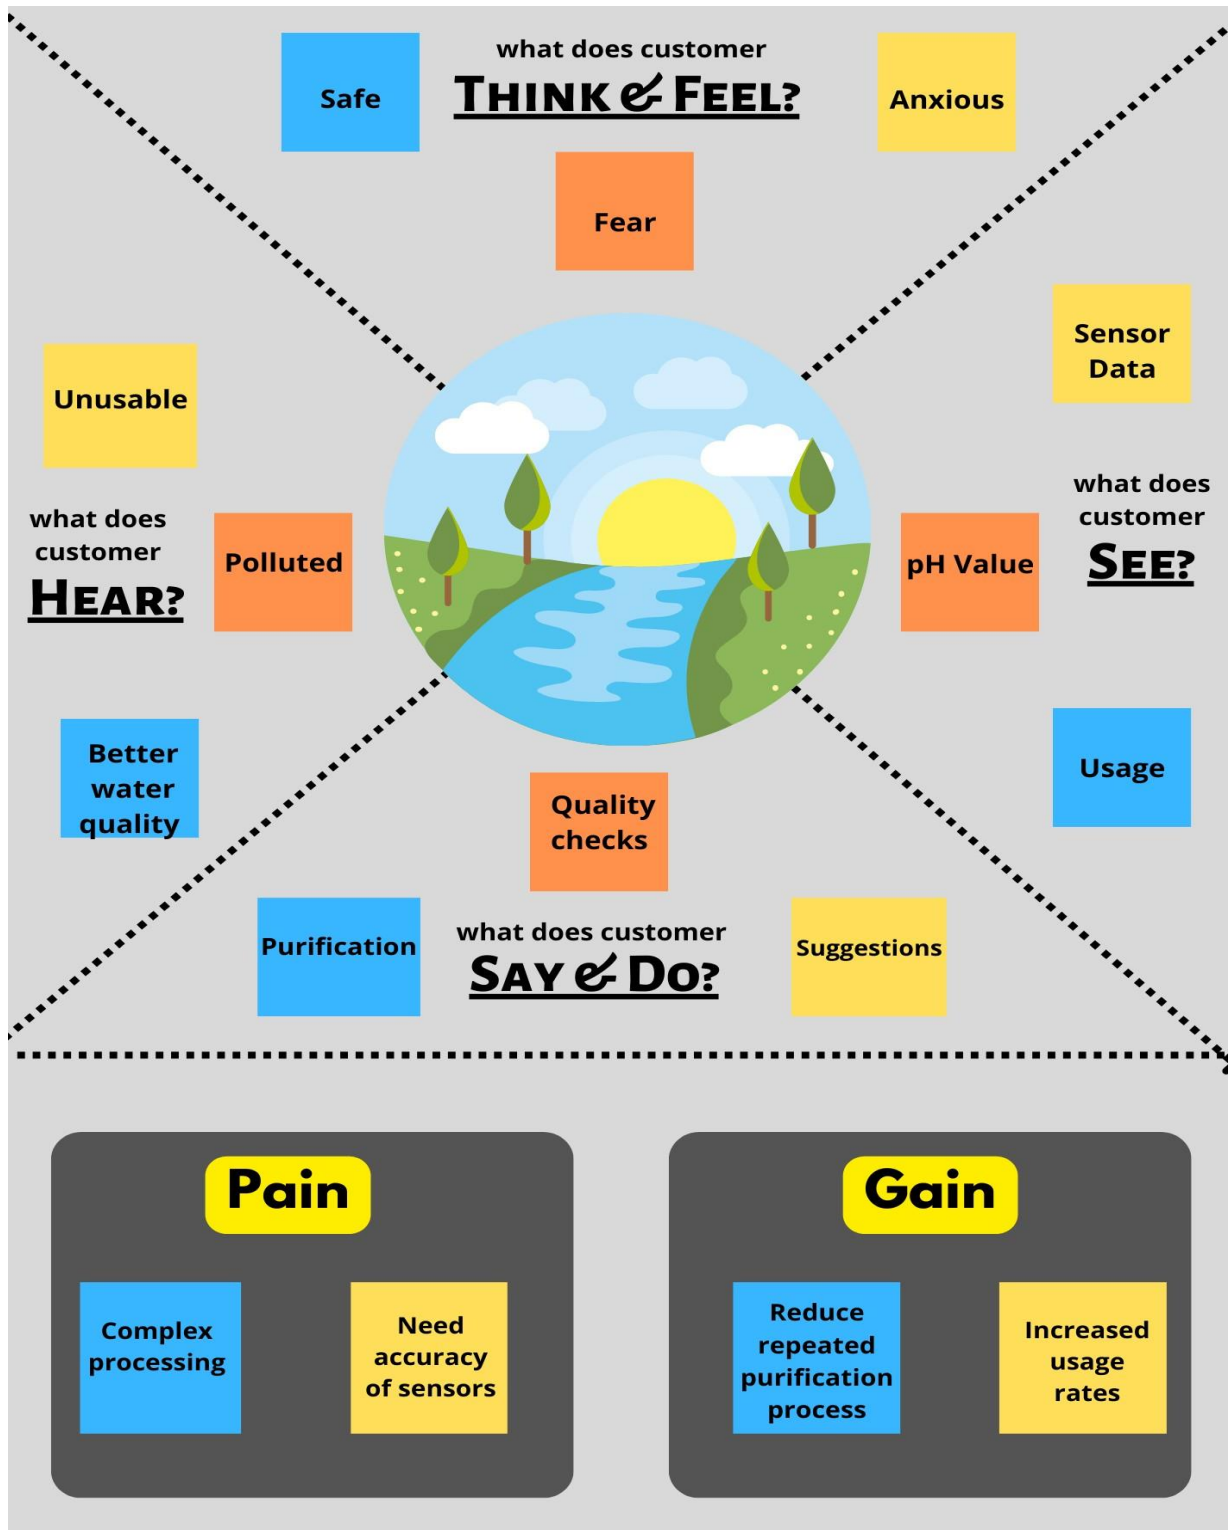 what does customer
THINK & FEEL?
Safe
Anxious
Fear
Unusable
what does
customer
HEAR?
Polluted
Better
water
quality
Sensor
Data
what does
customer
SEE?
pH Value
Usage
Quality
checks
Purification
what does customer
SAY & DO?
Suggestions
Pain
Complex
processing
Need
accuracy
of sensors
Gain
Reduce
repeated
purification
process
Increased
usage
rates